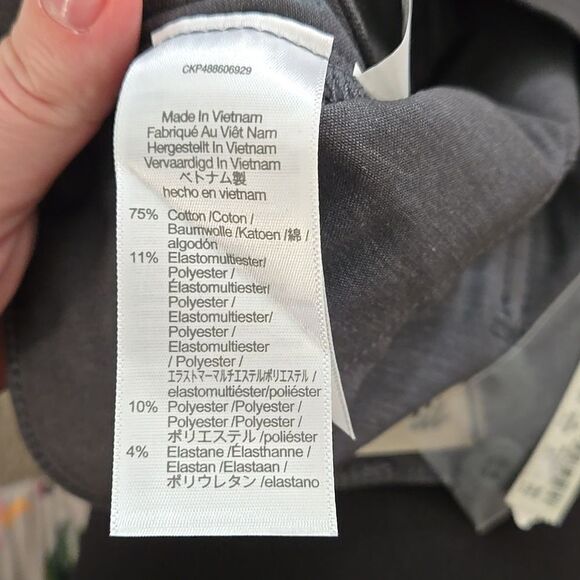 CKP488606929
Made In Vietnam
Fabriqué Au Viêt Nam
Hergestellt In Vietnam
Vervaardigd In Vietnam
ベトナム製
hecho en vietnam
75% Cotton /Coton /
Baumwolle /Katoen /綿 /
algodón
11% Elastomultiester/
Polyester /
Élastomultiester/
Polyester /
Elastomultiester/
Polyester /
Elastomultiester
/ Polyester /
エラストマーマルチエステル/ポリエステル /
elastomultiéster/poliéster
10% Polyester /Polyester /
Polyester /Polyester /
ポリエステル /poliéster
4% Elastane /Élasthanne /
Elastan /Elastaan /
ポリウレタン /elastano